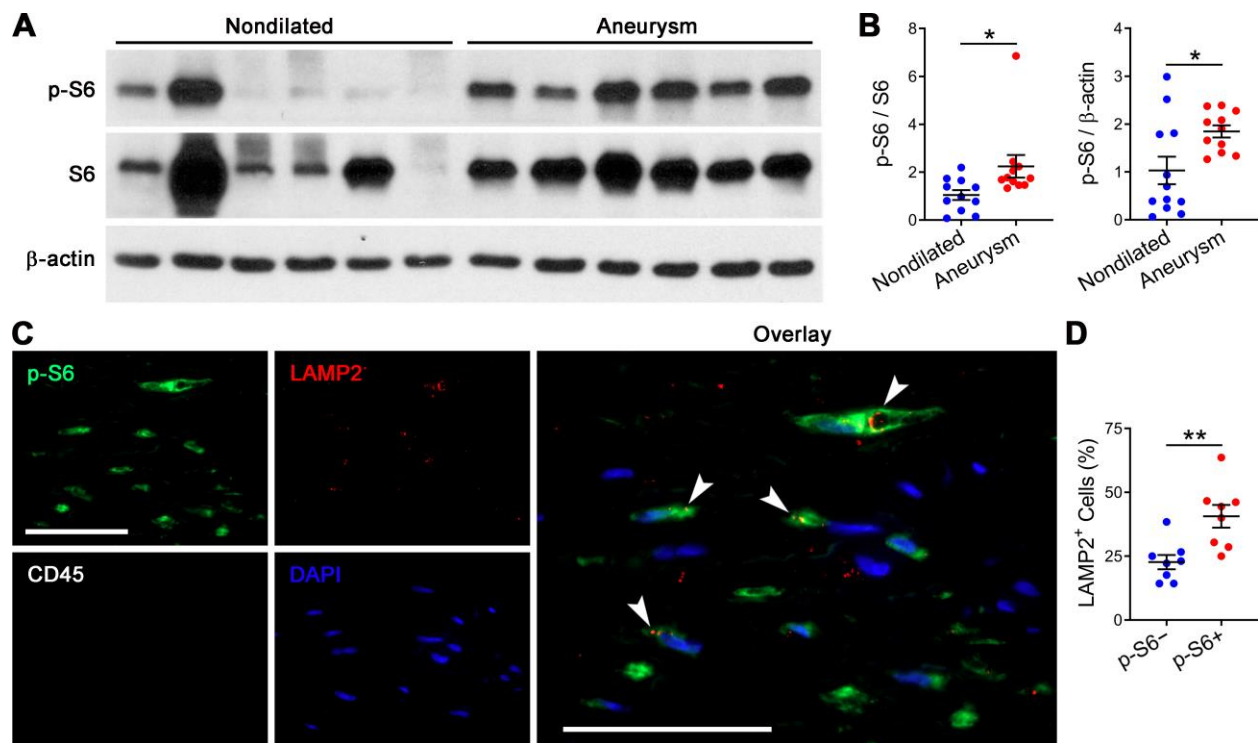 A
Nondilated Aneurysm
p-S6
S6
β-actin
B
*
p-S6 / S6
8
6
4
2
0
Nondilated
Aneurysm
*
p-S6 / β-actin
4
3
2
1
0
Nondilated
Aneurysm
C
Overlay
p-S6
LAMP2
CD45
DAPI
D
**
LAMP2⁺ Cells (%)
75
50
25
0
p-S6−
p-S6+